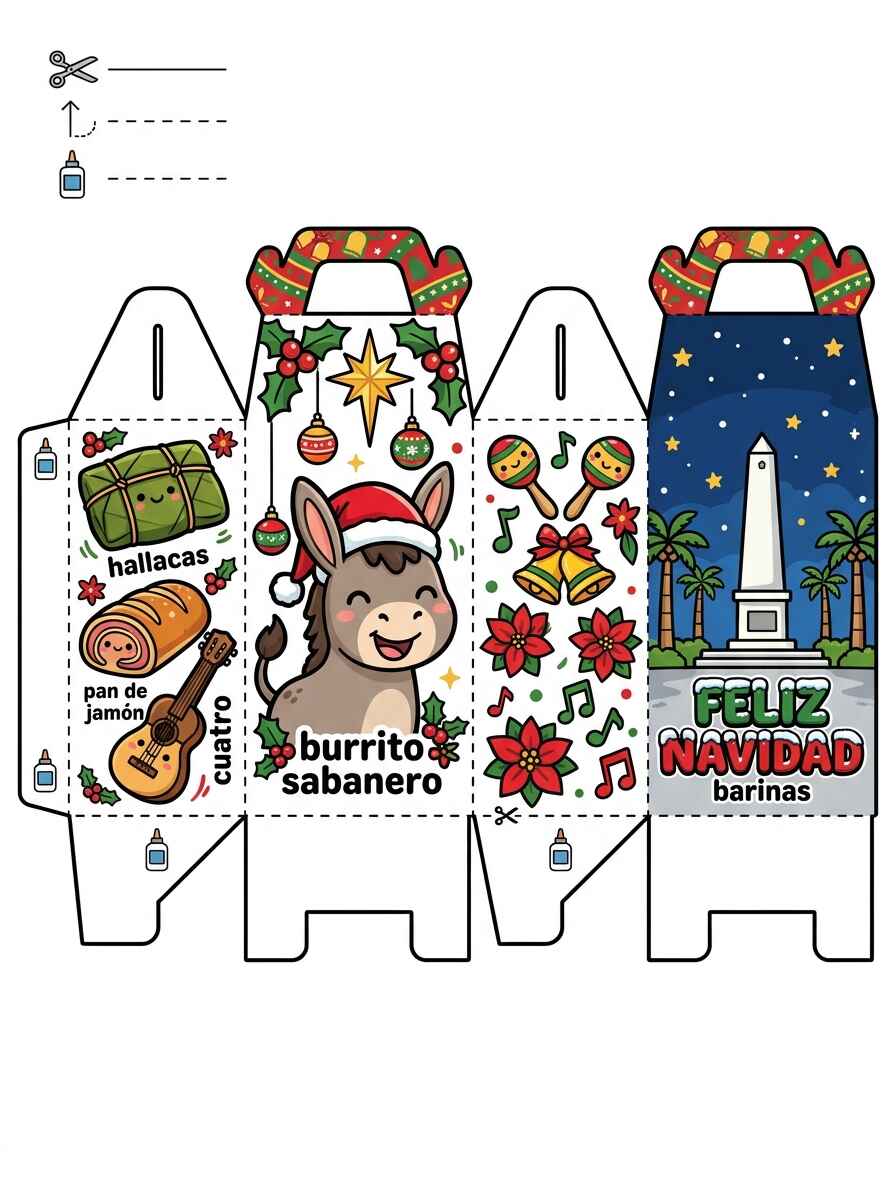 hallacas
pan de
jamón
cuatro
burrito
sabanero
FELIZ
NAVIDAD
barinas